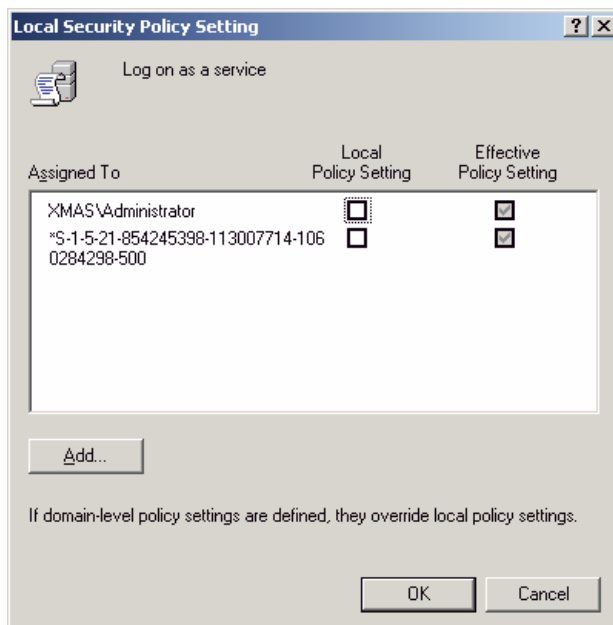 Local Security Policy Setting
Log on as a service
Assigned To
Local
Policy Setting
Effective
Policy Setting
XMAS\Administrator
*S-1-5-21-854245398-113007714-106
0284298-500
Add...
If domain-level policy settings are defined, they override local policy settings.
OK
Cancel